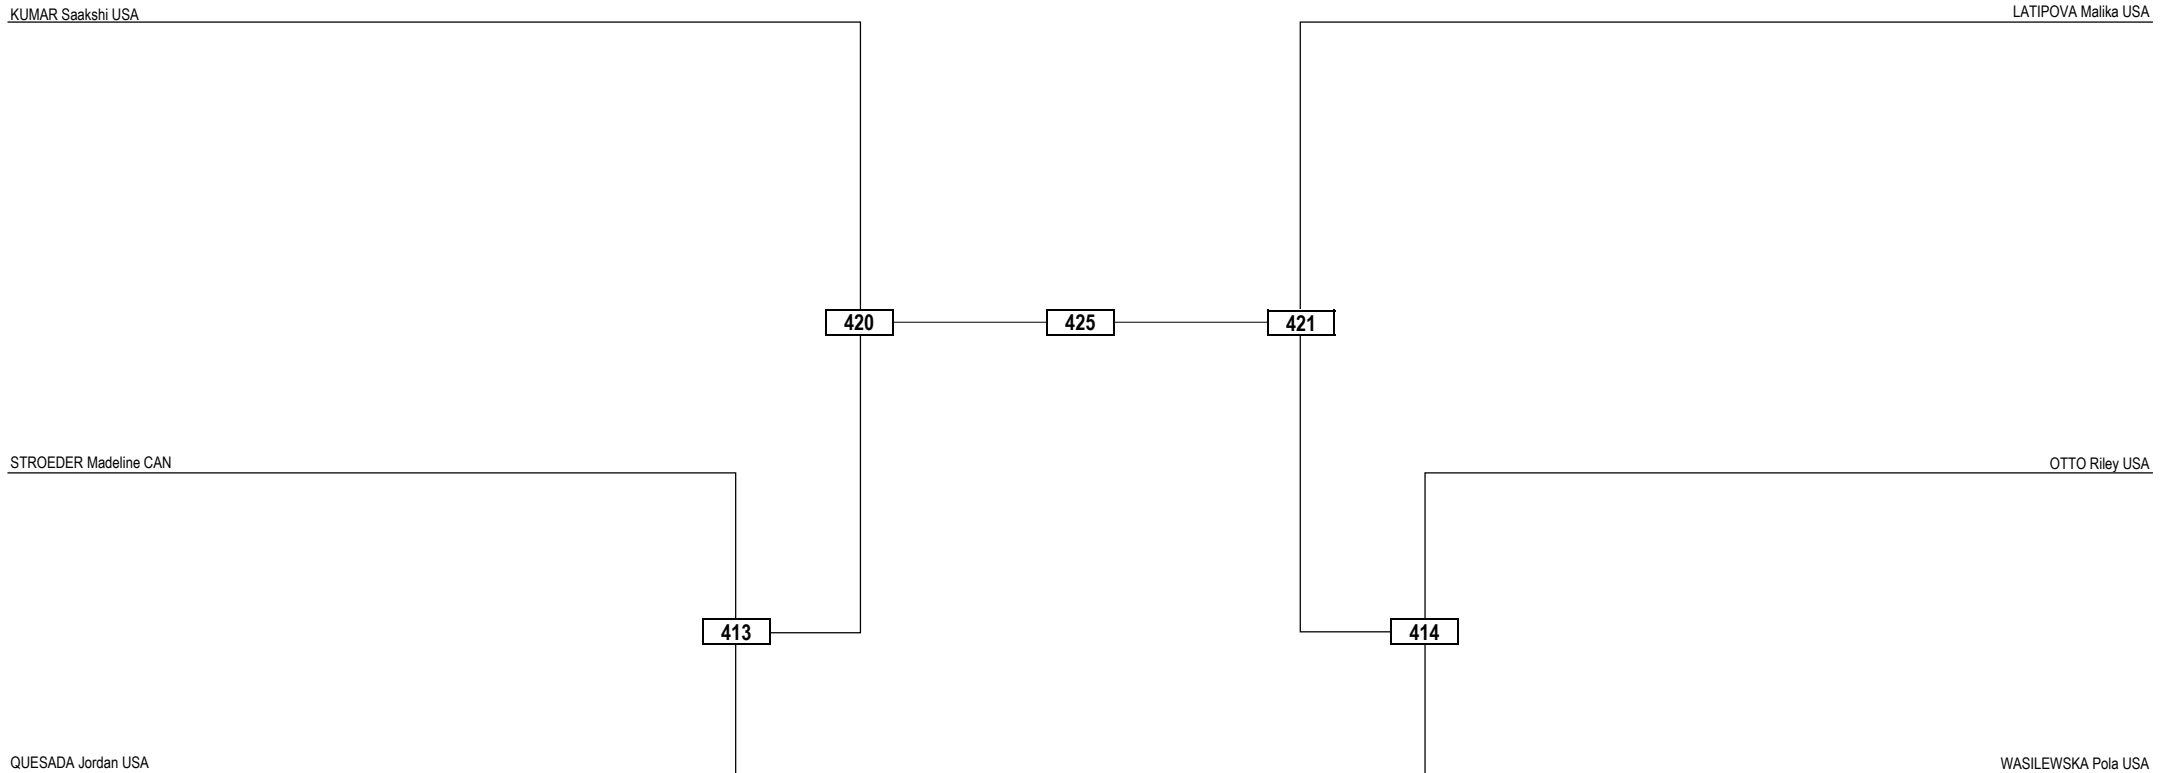 KUMAR Saakshi USA
LATIPOVA Malika USA
420
425
421
STROEDER Madeline CAN
OTTO Riley USA
413
414
QUESADA Jordan USA
WASILEWSKA Pola USA